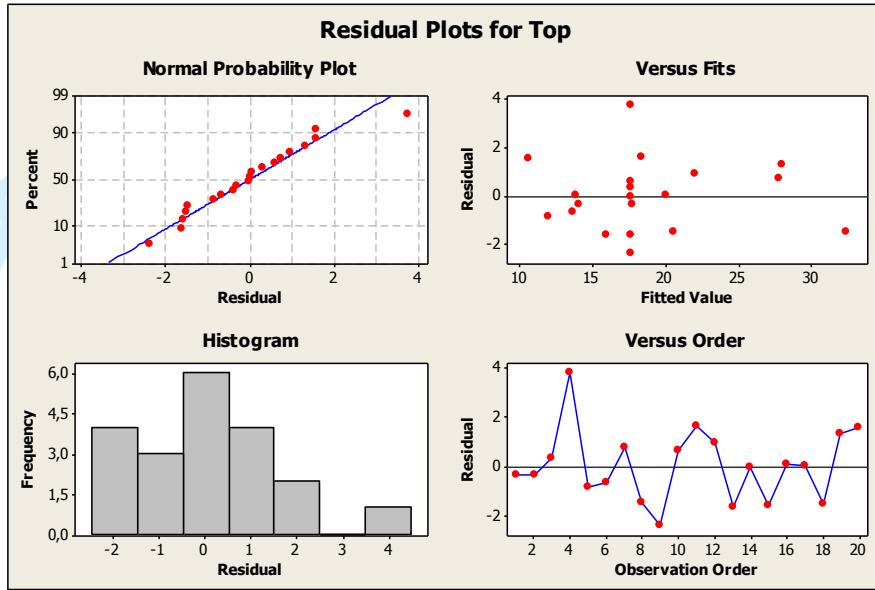 Residual Plots for Top
Normal Probability Plot
99
90
50
10
1
Percent
-4 -2 0 2 4
Residual
Versus Fits
4
2
0
-2
Residual
10 15 20 25 30
Fitted Value
Histogram
6,0
4,5
3,0
1,5
0,0
Frequency
-2 -1 0 1 2 3 4
Residual
Versus Order
4
2
0
-2
Residual
2 4 6 8 10 12 14 16 18 20
Observation Order